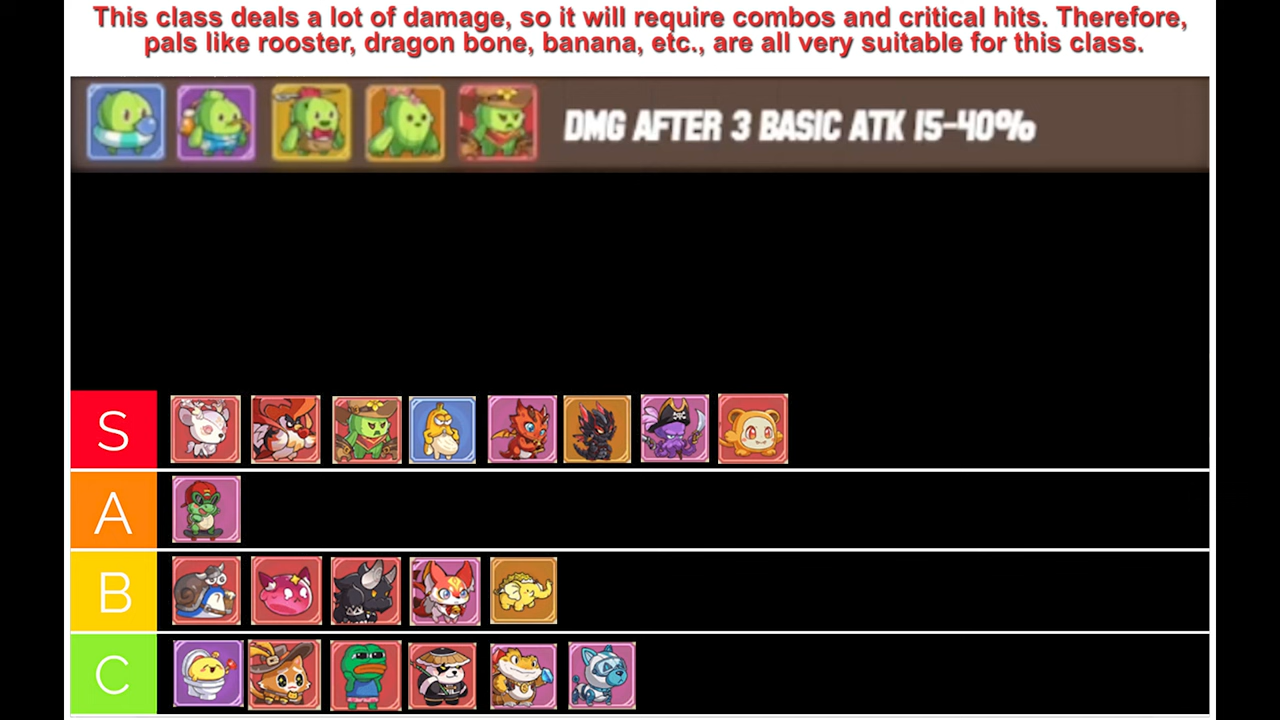 This class deals a lot of damage, so it will require combos and critical hits. Therefore,
pals like rooster, dragon bone, banana, etc., are all very suitable for this class.
DMG AFTER 3 BASIC ATK 15-40%
S
A
B
C